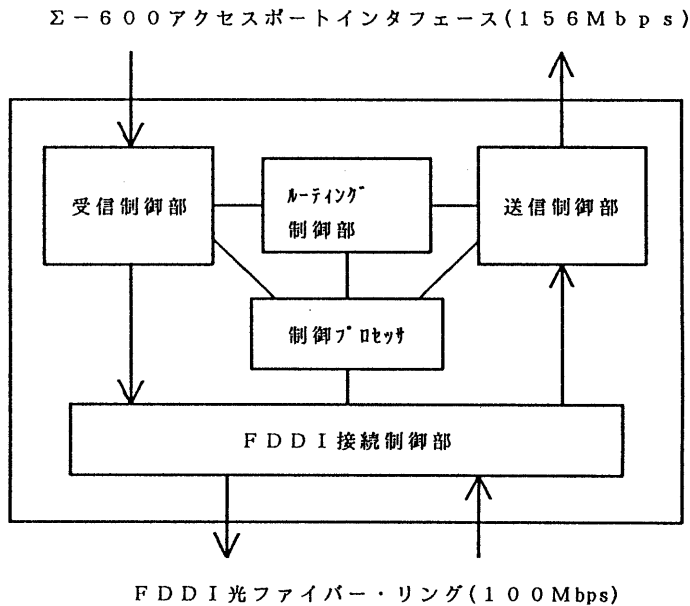 Σ－６００アクセスポートインタフェース(１５６Ｍｂｐｓ)
受信制御部
ﾙｰﾃｨﾝｸﾞ
制御部
送信制御部
制御ﾌﾟﾛｾｯｻ
ＦＤＤＩ接続制御部
ＦＤＤＩ光ファイバー・リング(１００Mbps)